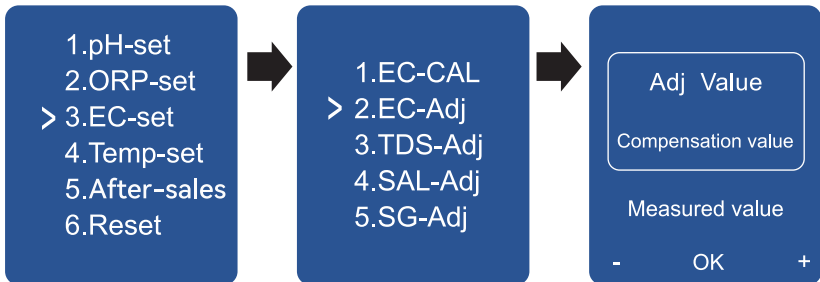 1.pH-set
2.ORP-set
> 3.EC-set
4.Temp-set
5.After-sales
6.Reset
1.EC-CAL
> 2.EC-Adj
3.TDS-Adj
4.SAL-Adj
5.SG-Adj
Adj Value
Compensation value
Measured value
- OK +